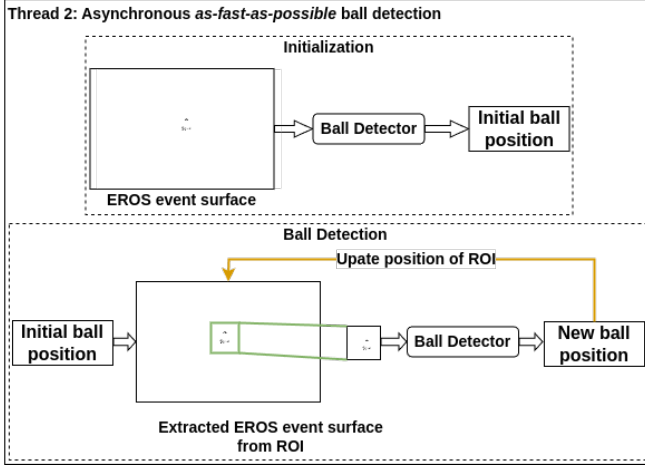 Thread 2: Asynchronous as-fast-as-possible ball detection
Initialization
Ball Detector
Initial ball
position
EROS event surface
Ball Detection
Upate position of ROI
Initial ball
position
Ball Detector
New ball
position
Extracted EROS event surface
from ROI